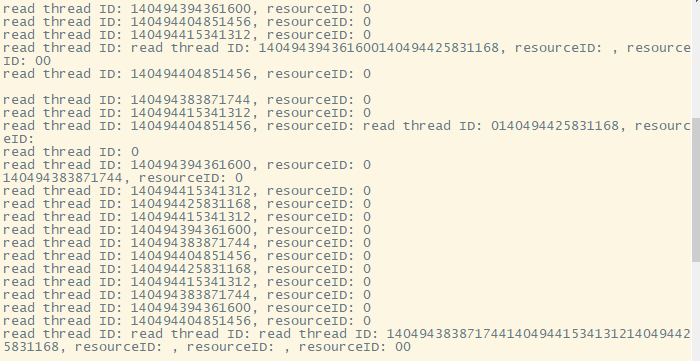 read thread ID: 140494394361600, resourceID: 0
read thread ID: 140494404851456, resourceID: 0
read thread ID: 140494415341312, resourceID: 0
read thread ID: read thread ID: 140494394361600140494425831168, resourceID: , resource
ID: 00
read thread ID: 140494404851456, resourceID: 0

read thread ID: 140494383871744, resourceID: 0
read thread ID: 140494415341312, resourceID: 0
read thread ID: 140494404851456, resourceID: read thread ID: 0140494425831168, resourc
eID:
read thread ID: 0
read thread ID: 140494394361600, resourceID: 0
140494383871744, resourceID: 0
read thread ID: 140494415341312, resourceID: 0
read thread ID: 140494425831168, resourceID: 0
read thread ID: 140494415341312, resourceID: 0
read thread ID: 140494394361600, resourceID: 0
read thread ID: 140494383871744, resourceID: 0
read thread ID: 140494404851456, resourceID: 0
read thread ID: 140494425831168, resourceID: 0
read thread ID: 140494415341312, resourceID: 0
read thread ID: 140494383871744, resourceID: 0
read thread ID: 140494394361600, resourceID: 0
read thread ID: 140494404851456, resourceID: 0
read thread ID: read thread ID: read thread ID: 14049438387174414049441534131214049442
5831168, resourceID: , resourceID: , resourceID: 00